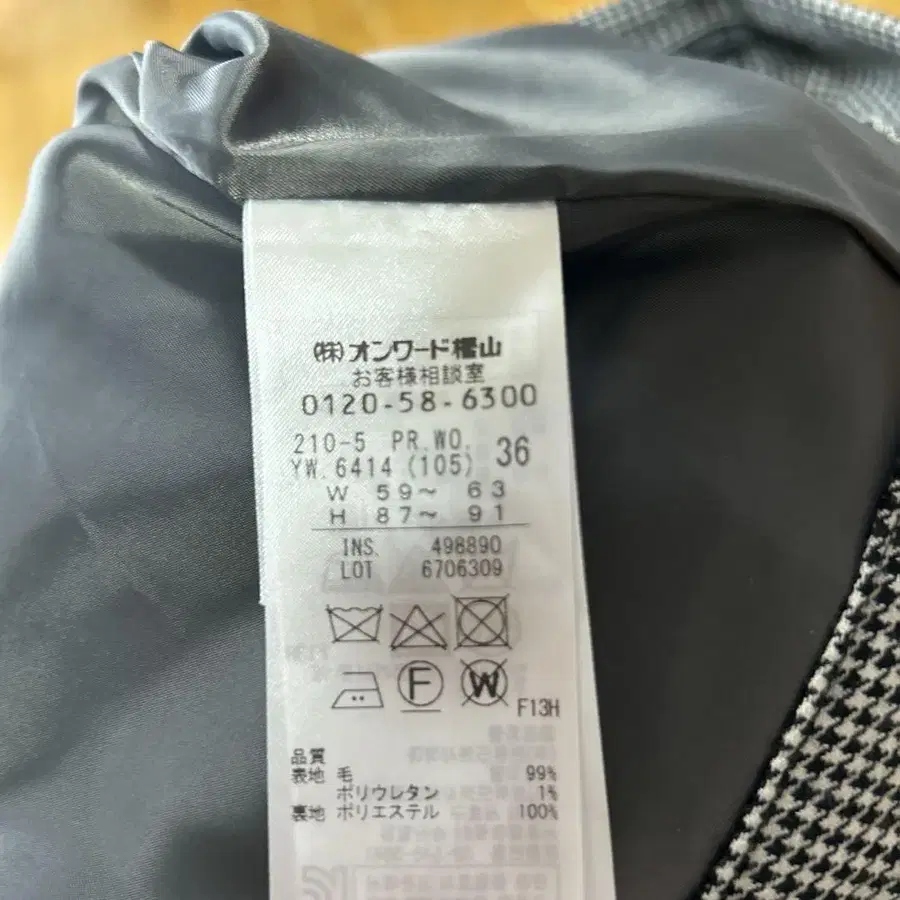 (株)オンワード樫山
お客様相談室
0120-58-6300
210-5 PR.WO.
YW.6414 (105) 36
W 59～ 63
H 87～ 91
INS. 498890
LOT 6706309
F
W
F13H
品質
表地 毛 99%
ポリウレタン 1%
裏地 ポリエステル 100%